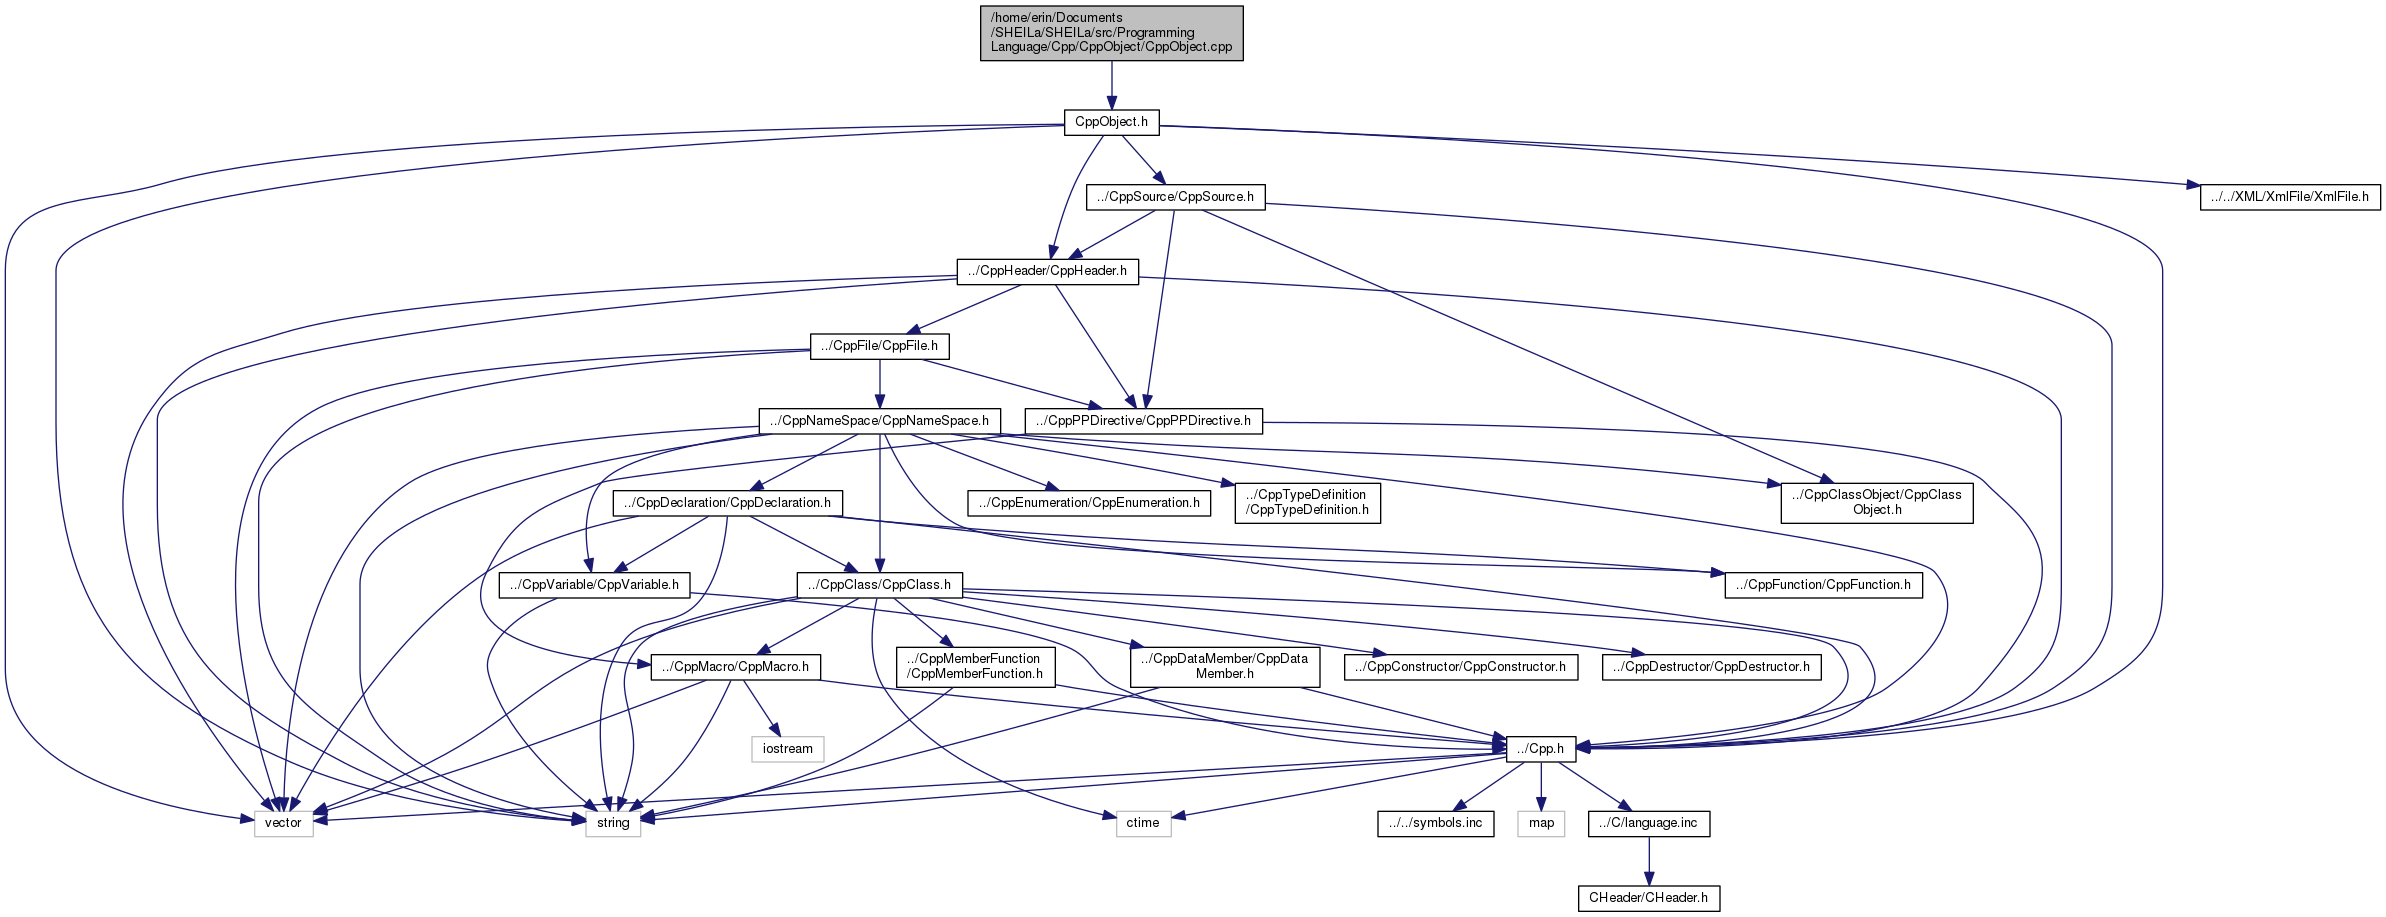 /home/erin/Documents
/SHEILa/SHEILa/src/Programming
Language/Cpp/CppObject/CppObject.cpp
CppObject.h
../CppSource/CppSource.h
../../XML/XmlFile/XmlFile.h
../CppHeader/CppHeader.h
../CppFile/CppFile.h
../CppNameSpace/CppNameSpace.h
../CppPPDirective/CppPPDirective.h
../CppDeclaration/CppDeclaration.h
../CppEnumeration/CppEnumeration.h
../CppTypeDefinition
/CppTypeDefinition.h
../CppClassObject/CppClass
Object.h
../CppVariable/CppVariable.h
../CppClass/CppClass.h
../CppFunction/CppFunction.h
../CppMacro/CppMacro.h
../CppMemberFunction
/CppMemberFunction.h
../CppDataMember/CppData
Member.h
../CppConstructor/CppConstructor.h
../CppDestructor/CppDestructor.h
iostream
../Cpp.h
vector
string
ctime
../../symbols.inc
map
../C/language.inc
CHeader/CHeader.h